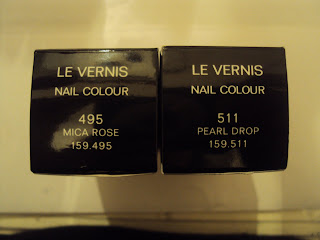 LE VERNIS
NAIL COLOUR
495
MICA ROSE
159.495
LE VERNIS
NAIL COLOUR
511
PEARL DROP
159.511